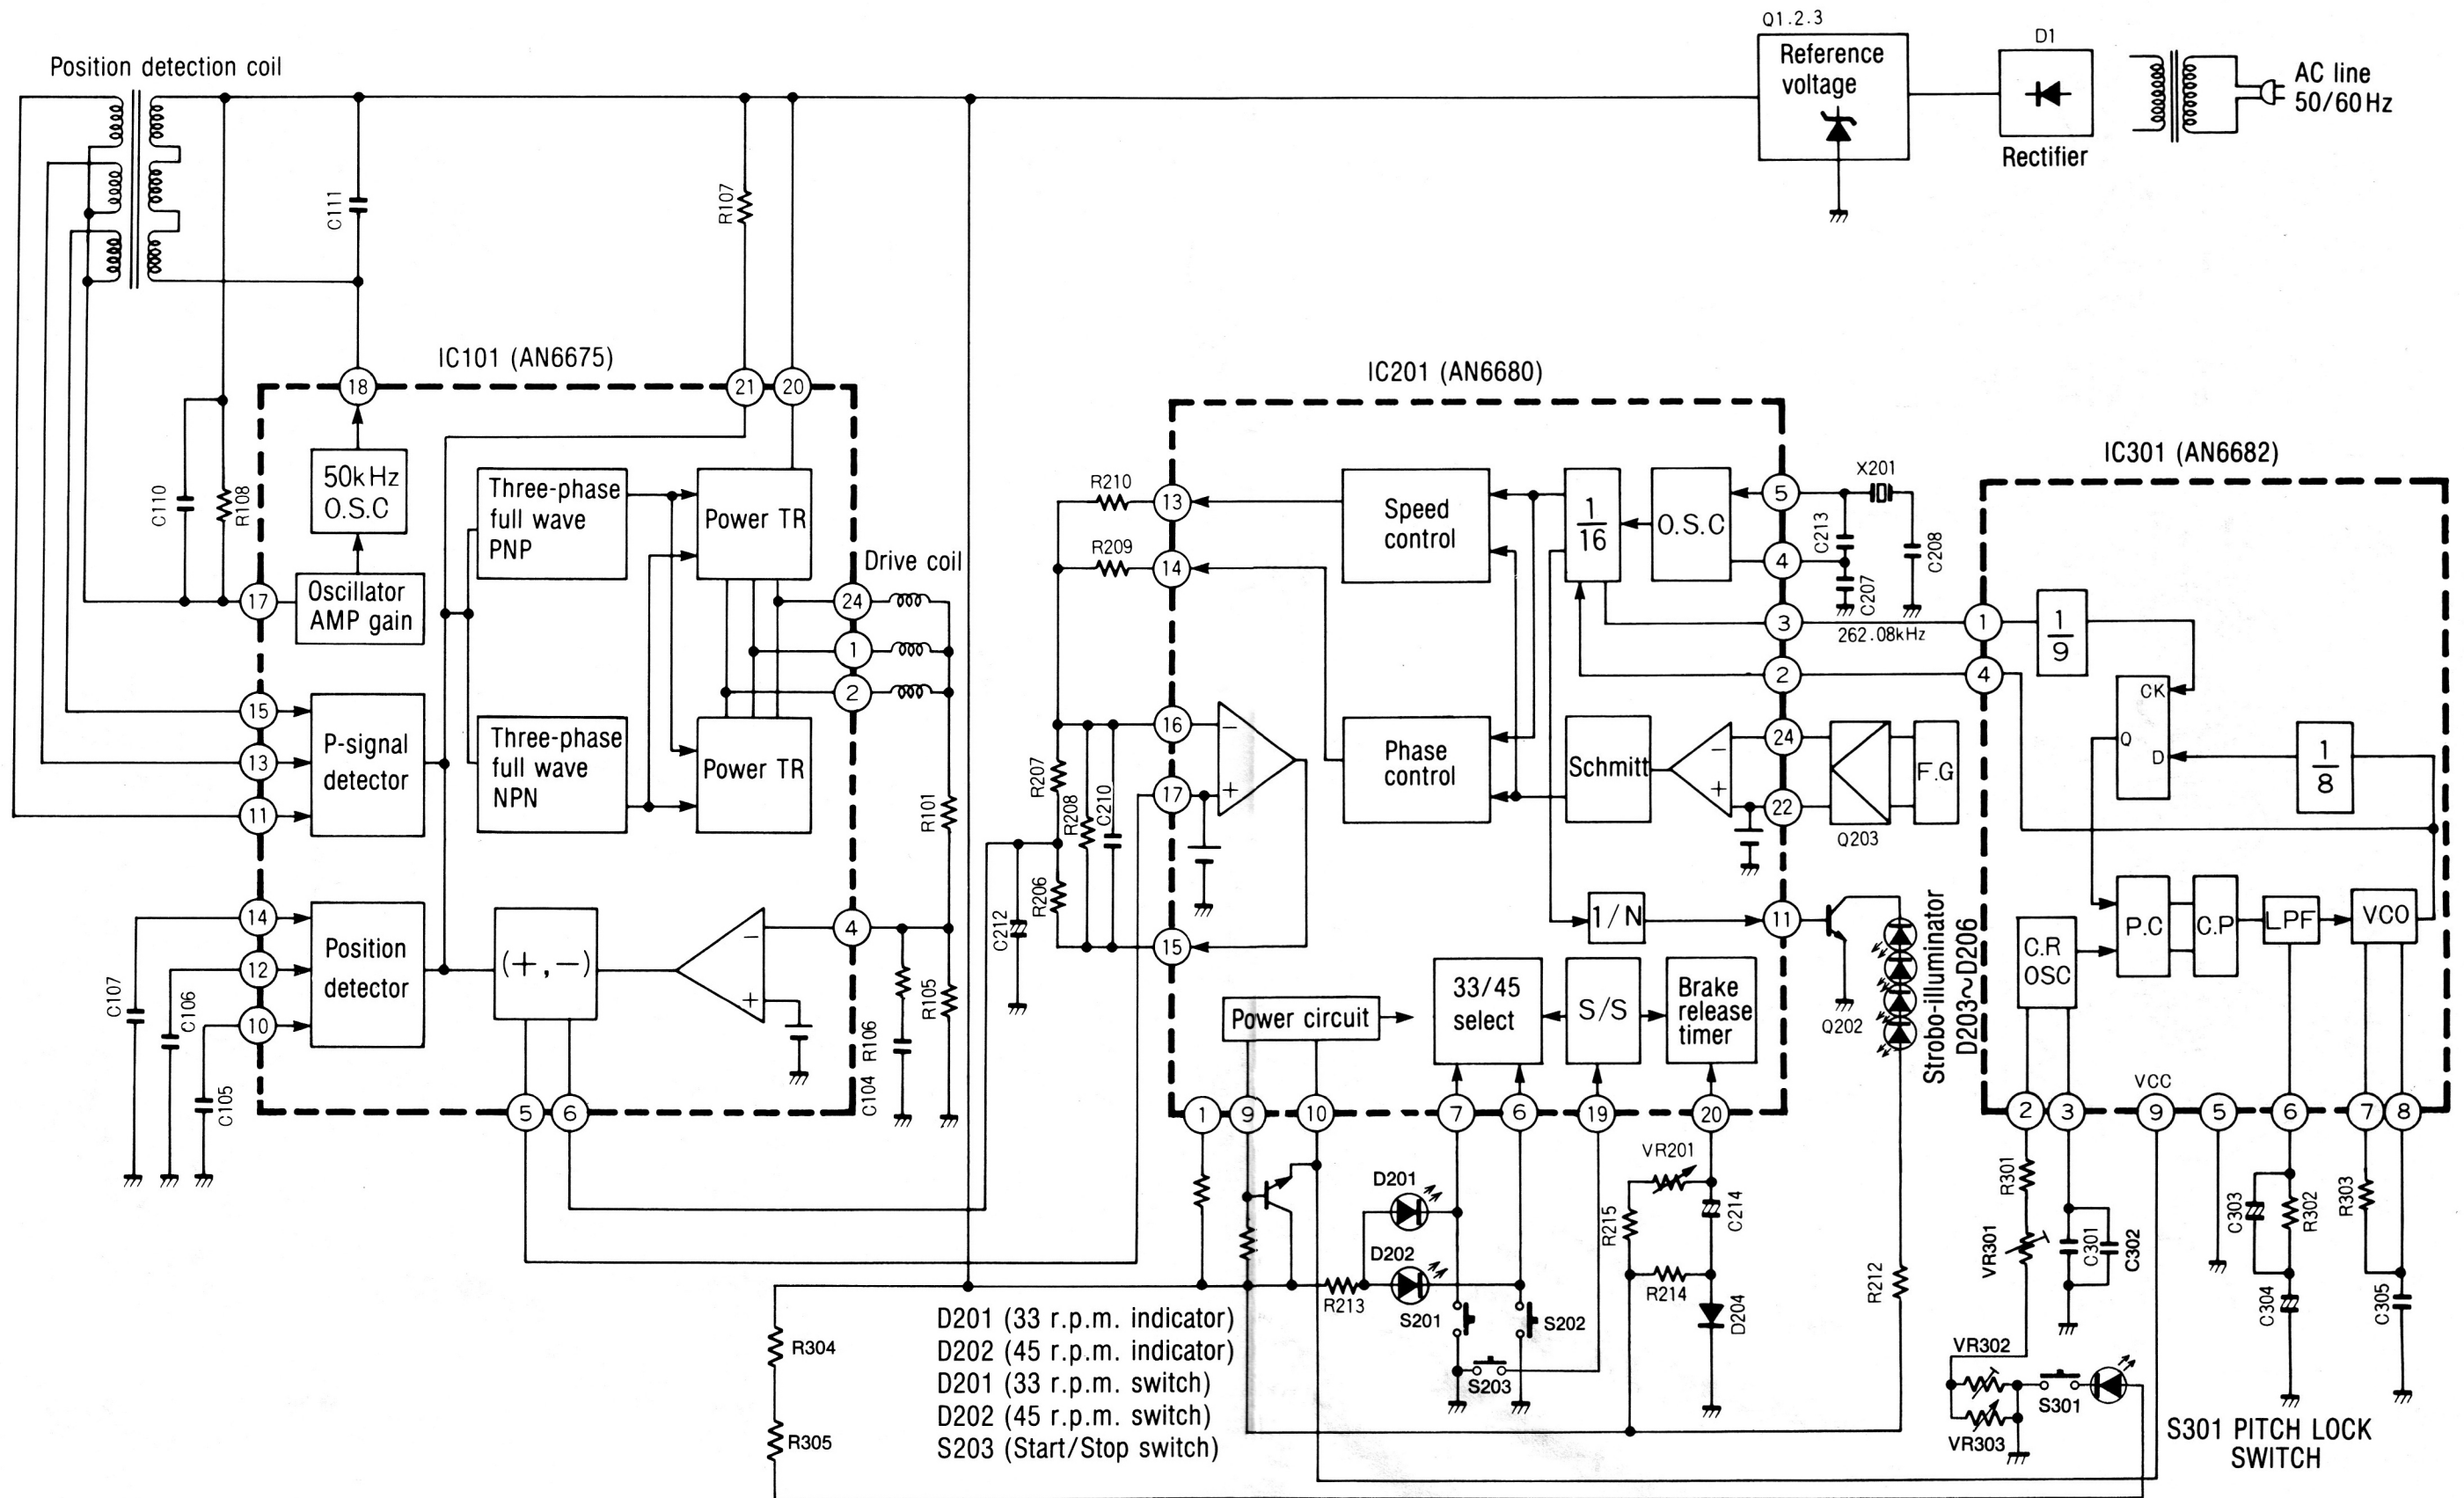 Q1.2.3
Reference
voltage
D1
Rectifier
AC line
50/60Hz
Position detection coil
C111
R107
C110
R108
IC101 (AN6675)
18
21
20
50kHz
O.S.C
Oscillator
AMP gain
17
Three-phase
full wave
PNP
Power TR
Drive coil
24
1
2
15
13
11
P-signal
detector
Three-phase
full wave
NPN
Power TR
R101
14
12
10
Position
detector
(+,-)
−
+
4
C107
C106
C105
C104
R106
R105
5
6
IC201 (AN6680)
R210
13
R209
14
Speed
control
1
16
O.S.C
5
4
X201
C213
C207
C208
3
262.08kHz
2
16
17
15
−
+
R207
R208
C210
R206
C212
Phase
control
Schmitt
−
+
24
22
F.G
Q203
1/N
11
Q202
Strobo-illuminator
D203~D206
Power circuit
33/45
select
S/S
Brake
release
timer
1
9
10
7
6
19
20
D201
D202
R213
S201
S202
S203
VR201
R215
C214
R214
D204
R212
R304
R305
D201 (33 r.p.m. indicator)
D202 (45 r.p.m. indicator)
D201 (33 r.p.m. switch)
D202 (45 r.p.m. switch)
S203 (Start/Stop switch)
IC301 (AN6682)
1
4
1
9
CK
Q
D
1
8
C.R
OSC
P.C
C.P
LPF
VCO
VCC
2
3
9
5
6
7
8
R301
VR301
C301
C302
C303
R302
C304
R303
C305
VR302
VR303
S301
S301 PITCH LOCK
SWITCH